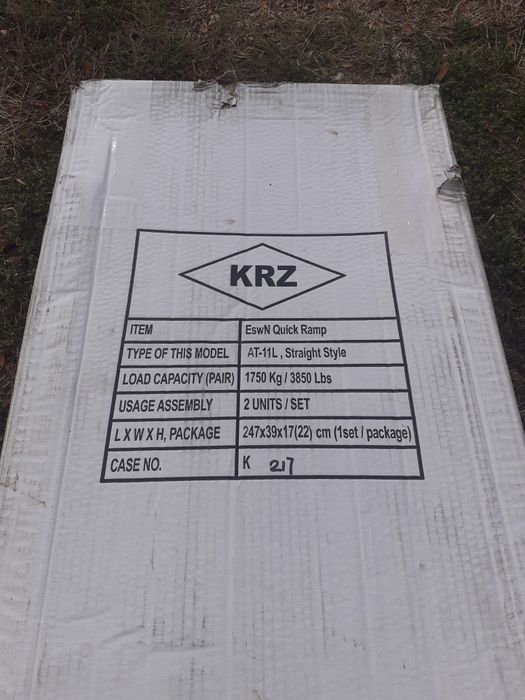 KRZ
ITEM EswN Quick Ramp
TYPE OF THIS MODEL AT-11L , Straight Style
LOAD CAPACITY (PAIR) 1750 Kg / 3850 Lbs
USAGE ASSEMBLY 2 UNITS / SET
L X W X H, PACKAGE 247x39x17(22) cm (1set / package)
CASE NO. K 217